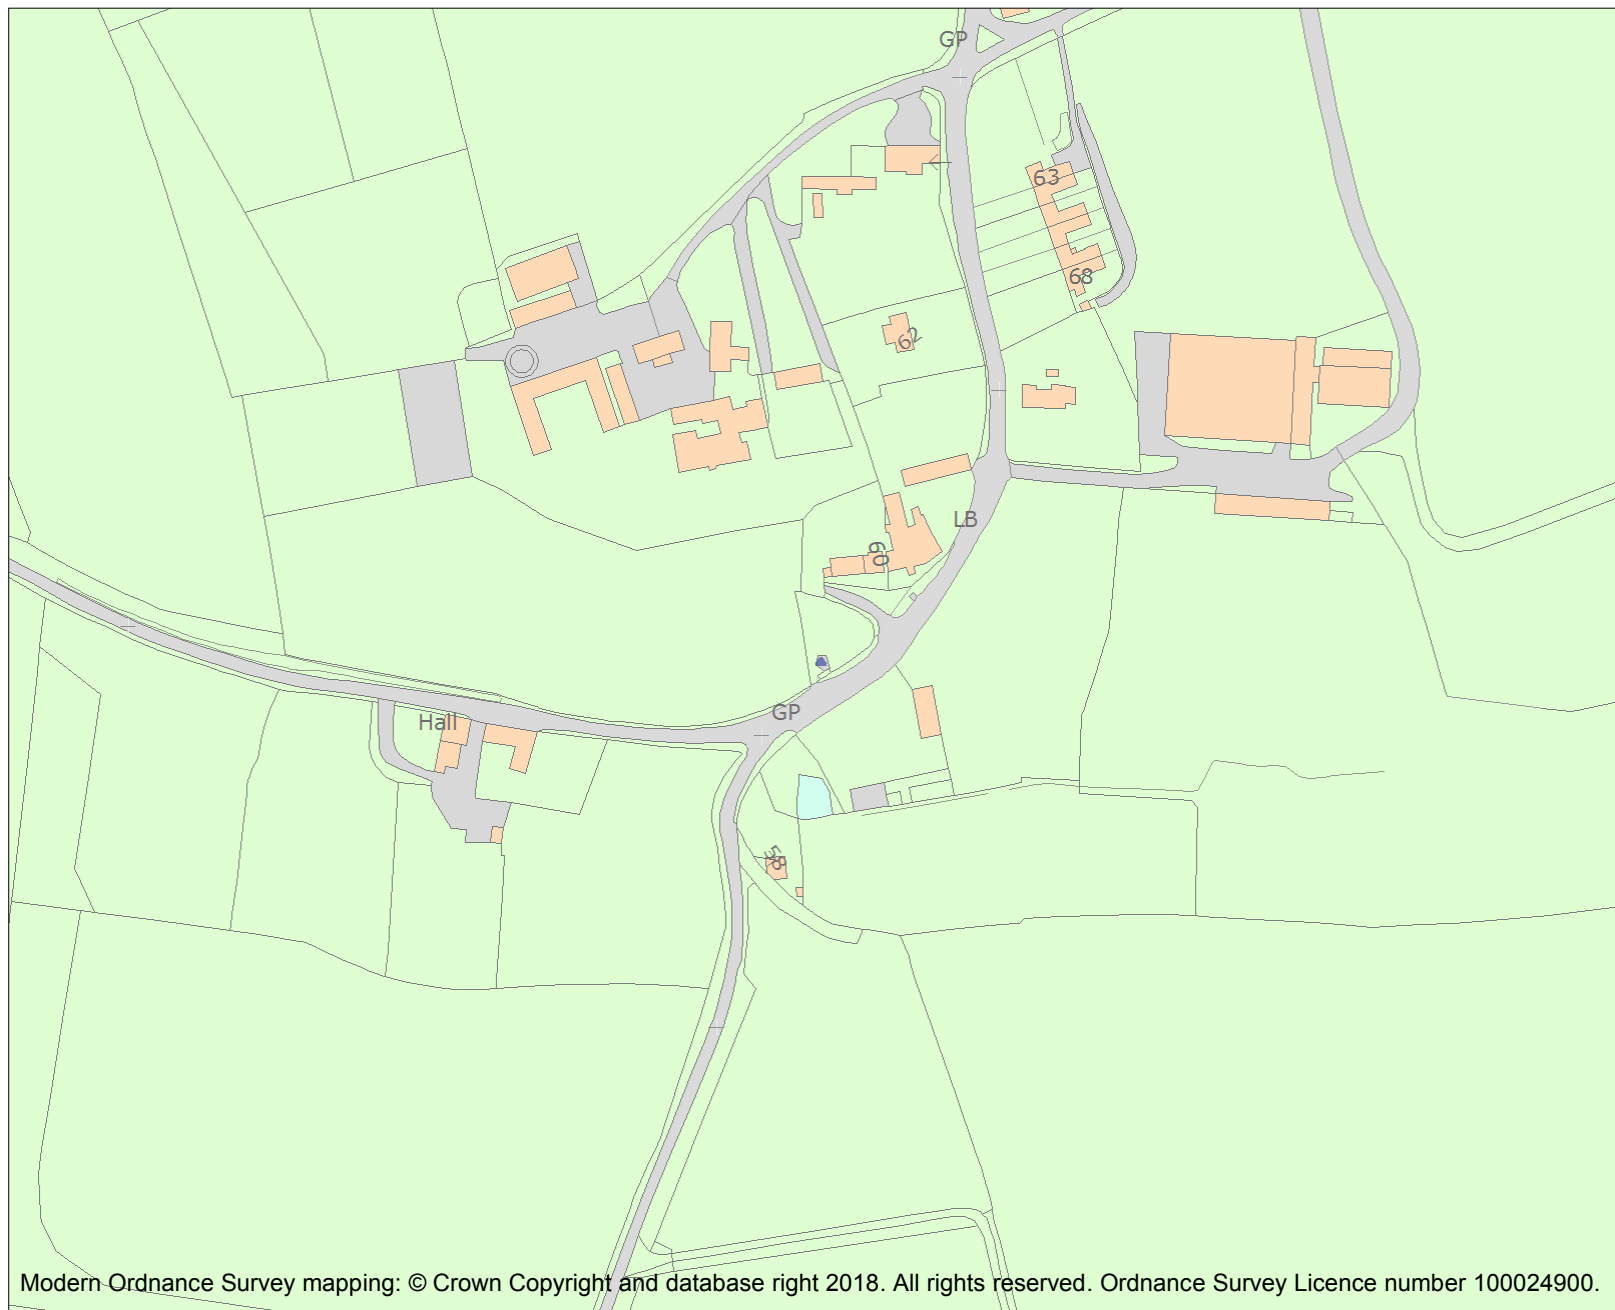 GP
63
68
62
LB
60
GP
Hall
58
Modern Ordnance Survey mapping: © Crown Copyright and database right 2018. All rights reserved. Ordnance Survey Licence number 100024900.